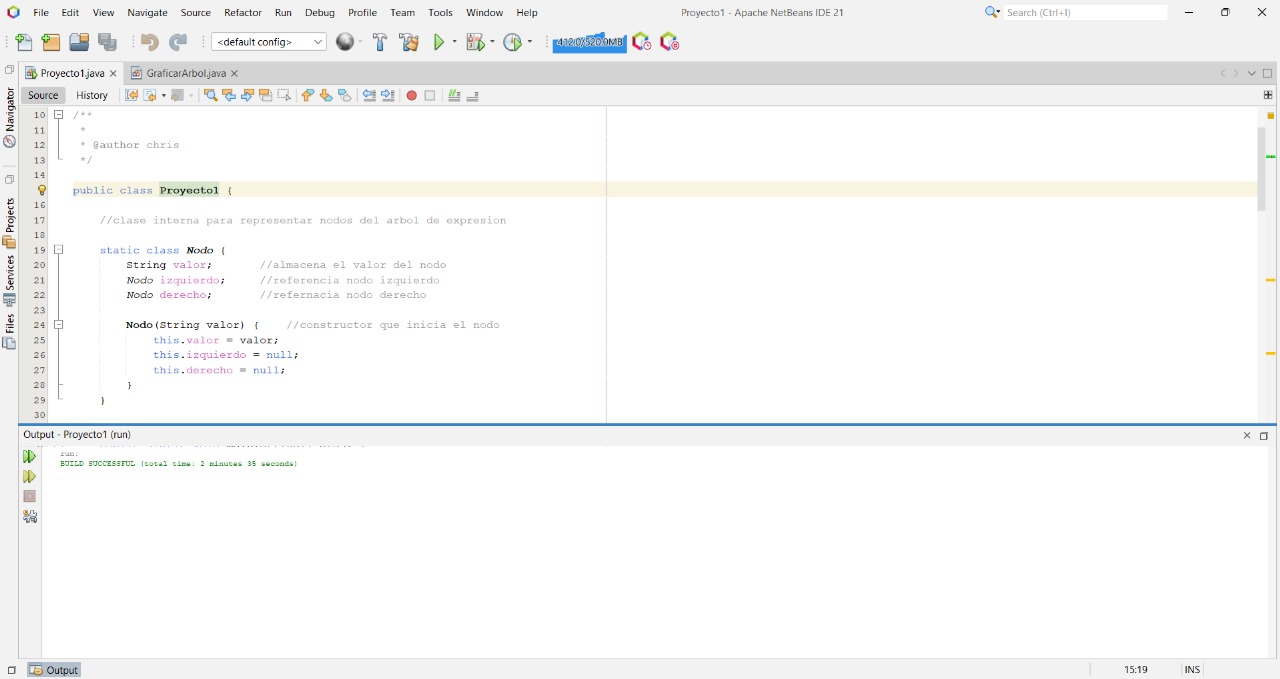 File Edit View Navigate Source Refactor Run Debug Profile Team Tools Window Help
Proyecto1 - Apache NetBeans IDE 21
Search (Ctrl+I)
<default config>
412.0/520.0MB
Proyecto1.java
GraficarArbol.java
Source History
Navigator
Projects
Services
Files
10 /**
11 *
12 * @author chris
13 */
14
public class Proyecto1 {
16
17 //clase interna para representar nodos del arbol de expresion
18
19 static class Nodo {
20 String valor; //almacena el valor del nodo
21 Nodo izquierdo; //referencia nodo izquierdo
22 Nodo derecho; //refernacia nodo derecho
23
24 Nodo(String valor) { //constructor que inicia el nodo
25 this.valor = valor;
26 this.izquierdo = null;
27 this.derecho = null;
28 }
29 }
30
Output - Proyecto1 (run)
run:
BUILD SUCCESSFUL (total time: 2 minutes 35 seconds)
Output
15:19 INS